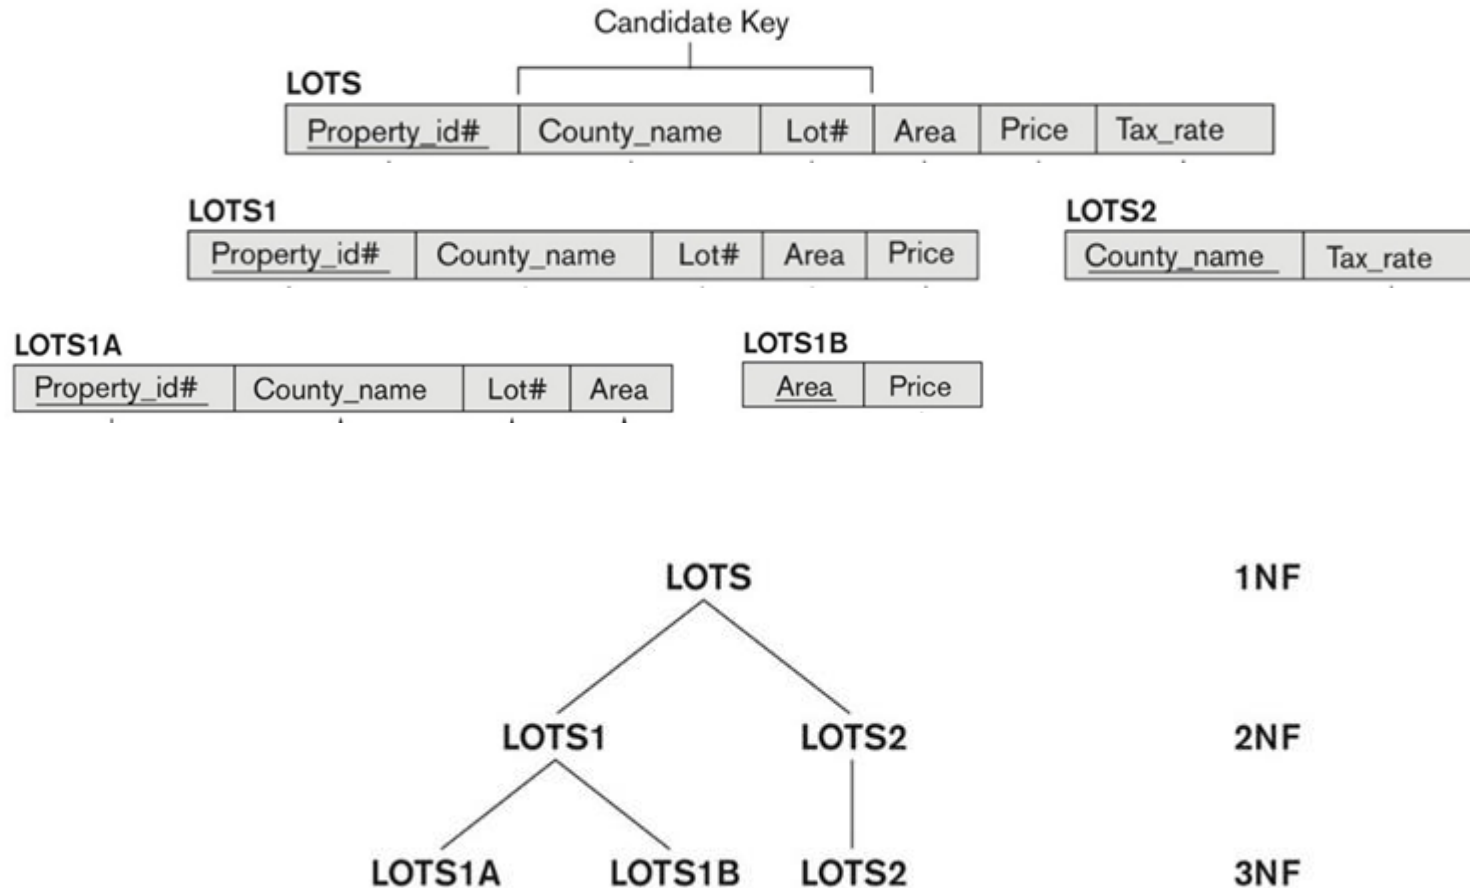 Candidate Key
LOTS
Property_id# County_name Lot# Area Price Tax_rate
LOTS1 LOTS2
Property_id# County_name Lot# Area Price County_name Tax_rate
LOTS1A LOTS1B
Property_id# County_name Lot# Area Area Price
LOTS 1NF
LOTS1 LOTS2 2NF
LOTS1A LOTS1B LOTS2 3NF